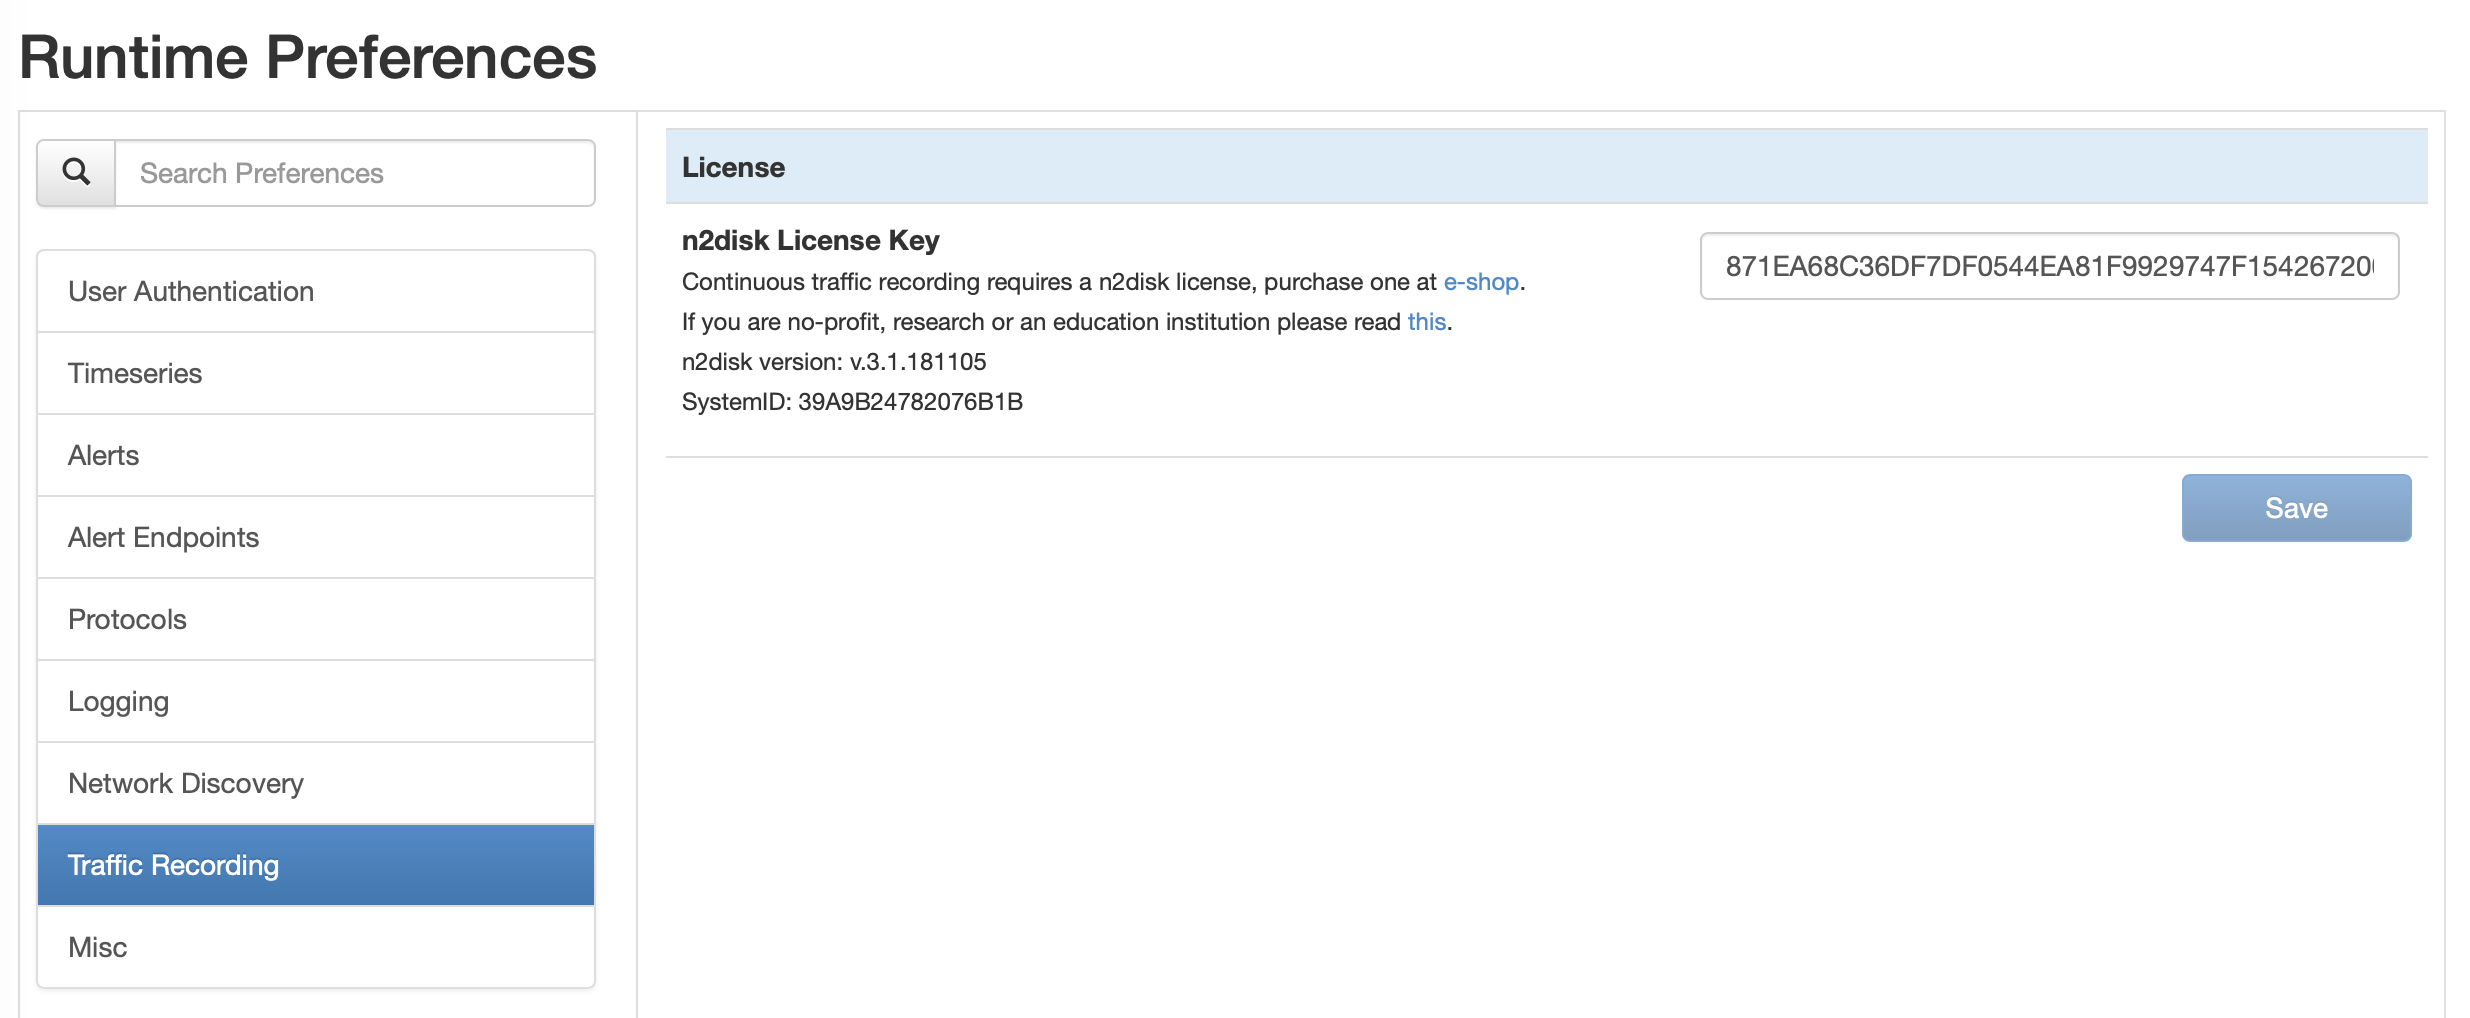 Runtime Preferences
Search Preferences
User Authentication
Timeseries
Alerts
Alert Endpoints
Protocols
Logging
Network Discovery
Traffic Recording
Misc
License
n2disk License Key
Continuous traffic recording requires a n2disk license, purchase one at e-shop.
If you are no-profit, research or an education institution please read this.
n2disk version: v.3.1.181105
SystemID: 39A9B24782076B1B
871EA68C36DF7DF0544EA81F9929747F15426720
Save